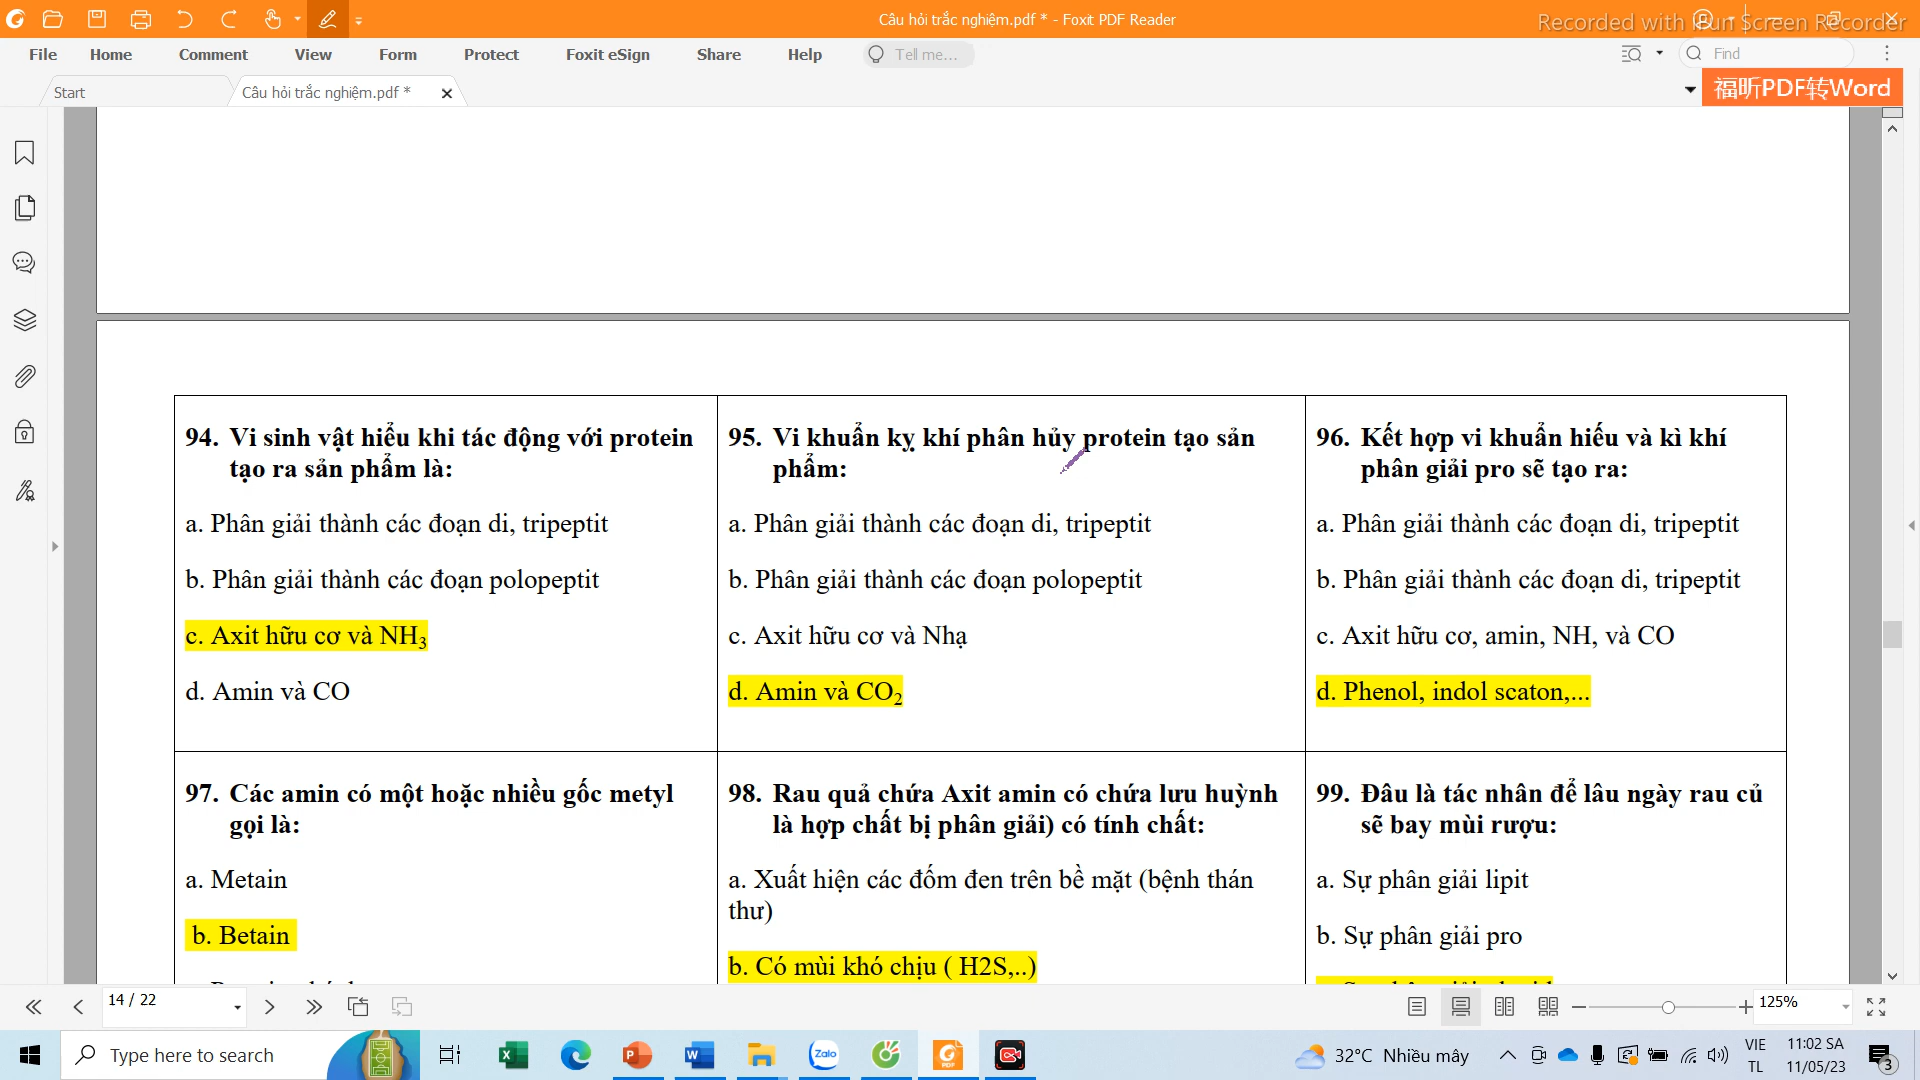 Câu hỏi trắc nghiệm.pdf * - Foxit PDF Reader
Recorded with iFun Screen Recorder
File Home Comment View Form Protect Foxit eSign Share Help Tell me... Find
Start Câu hỏi trắc nghiệm.pdf * 福昕PDF转Word
94. Vi sinh vật hiểu khi tác động với protein
tạo ra sản phẩm là:
a. Phân giải thành các đoạn di, tripeptit
b. Phân giải thành các đoạn polopeptit
c. Axit hữu cơ và NH3
d. Amin và CO
95. Vi khuẩn kỵ khí phân hủy protein tạo sản
phẩm:
a. Phân giải thành các đoạn di, tripeptit
b. Phân giải thành các đoạn polopeptit
c. Axit hữu cơ và Nhạ
d. Amin và CO2
96. Kết hợp vi khuẩn hiếu và kì khí
phân giải pro sẽ tạo ra:
a. Phân giải thành các đoạn di, tripeptit
b. Phân giải thành các đoạn di, tripeptit
c. Axit hữu cơ, amin, NH, và CO
d. Phenol, indol scaton,...
97. Các amin có một hoặc nhiều gốc metyl
gọi là:
a. Metain
b. Betain
98. Rau quả chứa Axit amin có chứa lưu huỳnh
là hợp chất bị phân giải) có tính chất:
a. Xuất hiện các đốm đen trên bề mặt (bệnh thán
thư)
b. Có mùi khó chịu ( H2S,..)
99. Đâu là tác nhân để lâu ngày rau củ
sẽ bay mùi rượu:
a. Sự phân giải lipit
b. Sự phân giải pro
14 / 22 125%
Type here to search Zalo 32°C Nhiều mây VIE 11:02 SA
TL 11/05/23 3